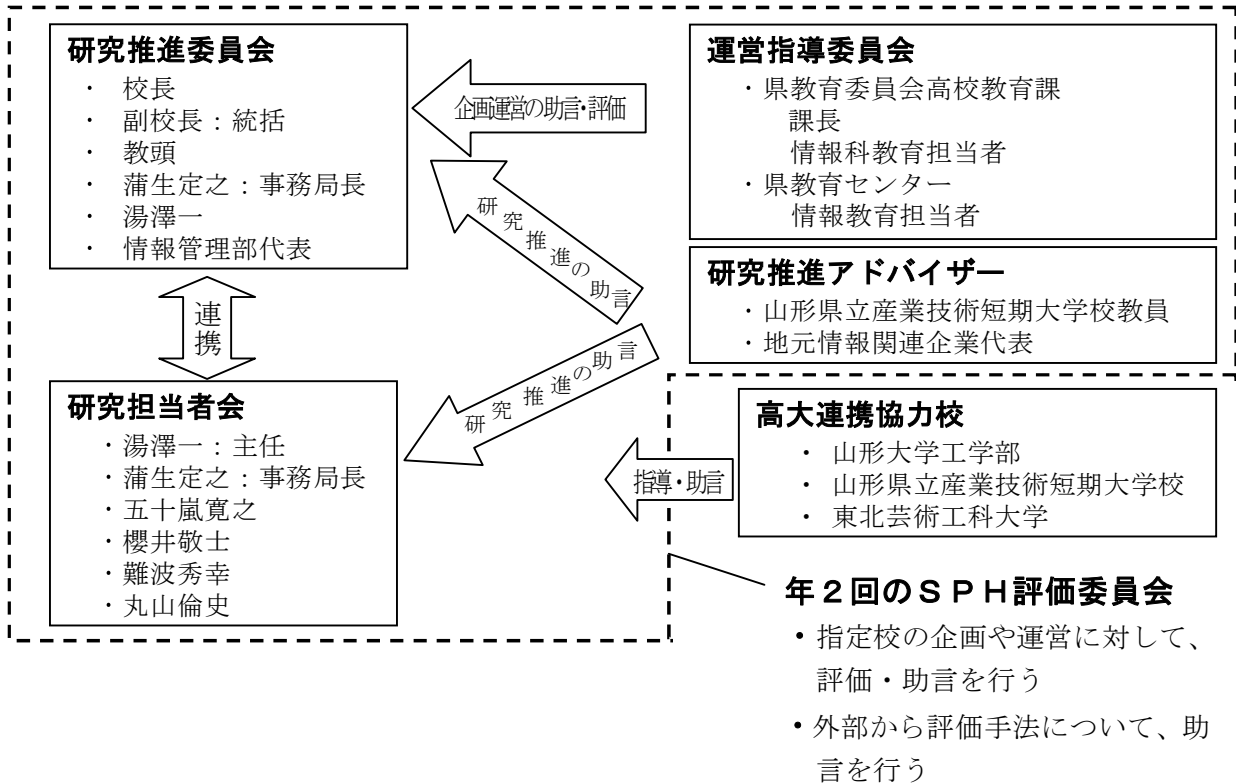 研究推進委員会
・ 校長
・ 副校長：統括
・ 教頭
・ 蒲生定之：事務局長
・ 湯澤一
・ 情報管理部代表
企画運営の助言・評価
運営指導委員会
・県教育委員会高校教育課
課長
情報科教育担当者
・県教育センター
情報教育担当者
研究推進の助言
研究推進アドバイザー
・山形県立産業技術短期大学校教員
・地元情報関連企業代表
連携
研究推進の助言
研究担当者会
・湯澤一：主任
・蒲生定之：事務局長
・五十嵐寛之
・櫻井敬士
・難波秀幸
・丸山倫史
指導・助言
高大連携協力校
・ 山形大学工学部
・ 山形県立産業技術短期大学校
・ 東北芸術工科大学
年２回のＳＰＨ評価委員会
・指定校の企画や運営に対して、
評価・助言を行う
・外部から評価手法について、助
言を行う